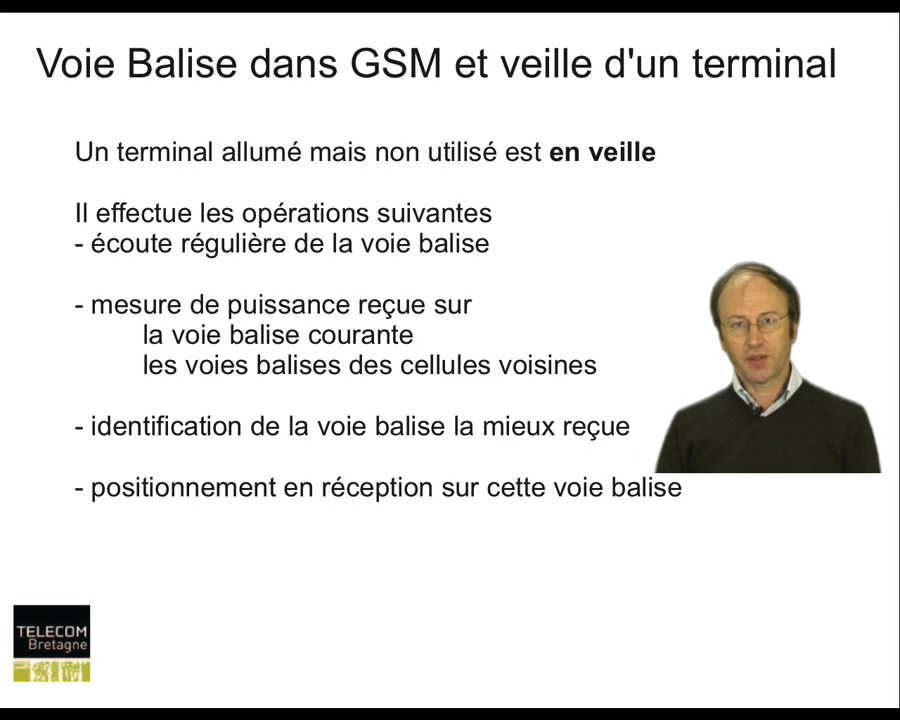 Voie Balise dans GSM et veille d'un terminal
Un terminal allumé mais non utilisé est en veille
Il effectue les opérations suivantes
- écoute régulière de la voie balise
- mesure de puissance reçue sur
la voie balise courante
les voies balises des cellules voisines
- identification de la voie balise la mieux reçue
- positionnement en réception sur cette voie balise
TELECOM
Bretagne